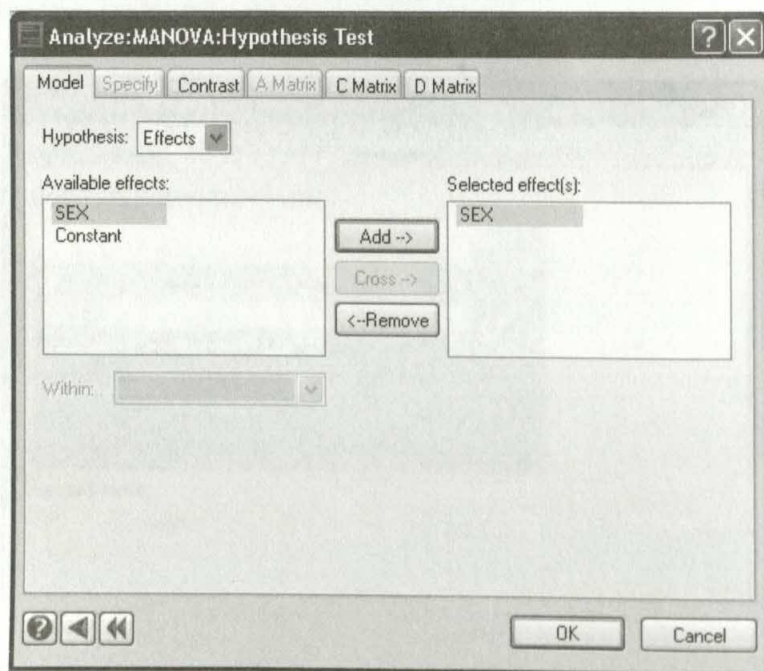 Analyze:MANOVA:Hypothesis Test
Model Specify Contrast A Matrix C Matrix D Matrix
Hypothesis: Effects
Available effects:
SEX
Constant
Add -->
Cross -->
<--Remove
Selected effect(s):
SEX
Within:
OK
Cancel